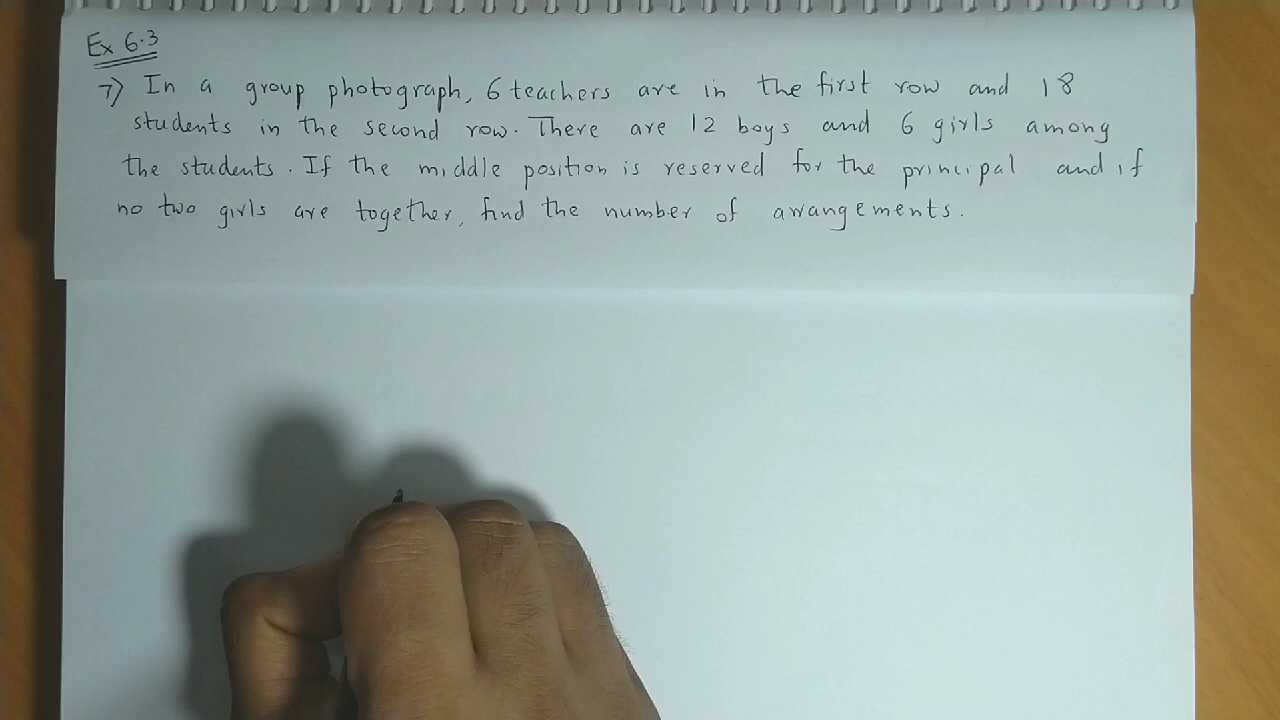 Ex 6.3
7) In a group photograph, 6 teachers are in the first row and 18
students in the second row. There are 12 boys and 6 girls among
the students. If the middle position is reserved for the principal and if
no two girls are together, find the number of arrangements.